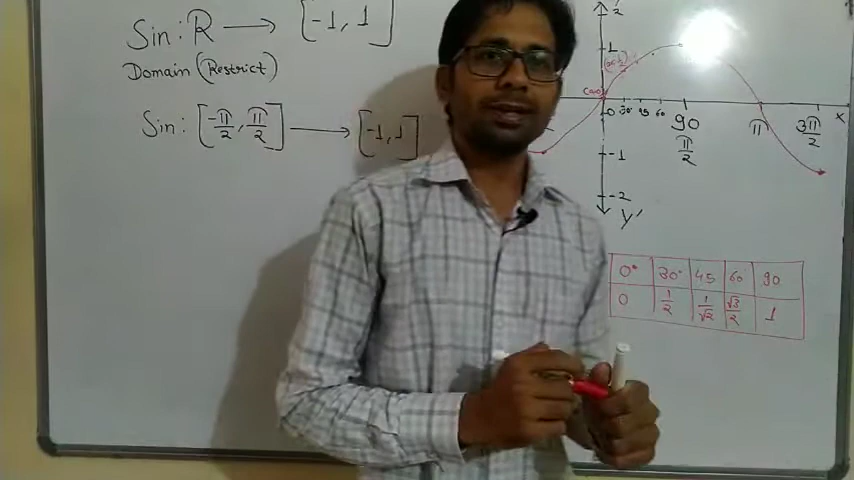 Sin: R → [-1, 1]
Domain (Restrict)
Sin: [-π/2, π/2] → [-1, 1]
2
1
0 30° 45 60 90 π 3π/2 X
π/2
-1
-2
Y'
0° 30° 45 60 90
0 1/2 1/√2 √3/2 1